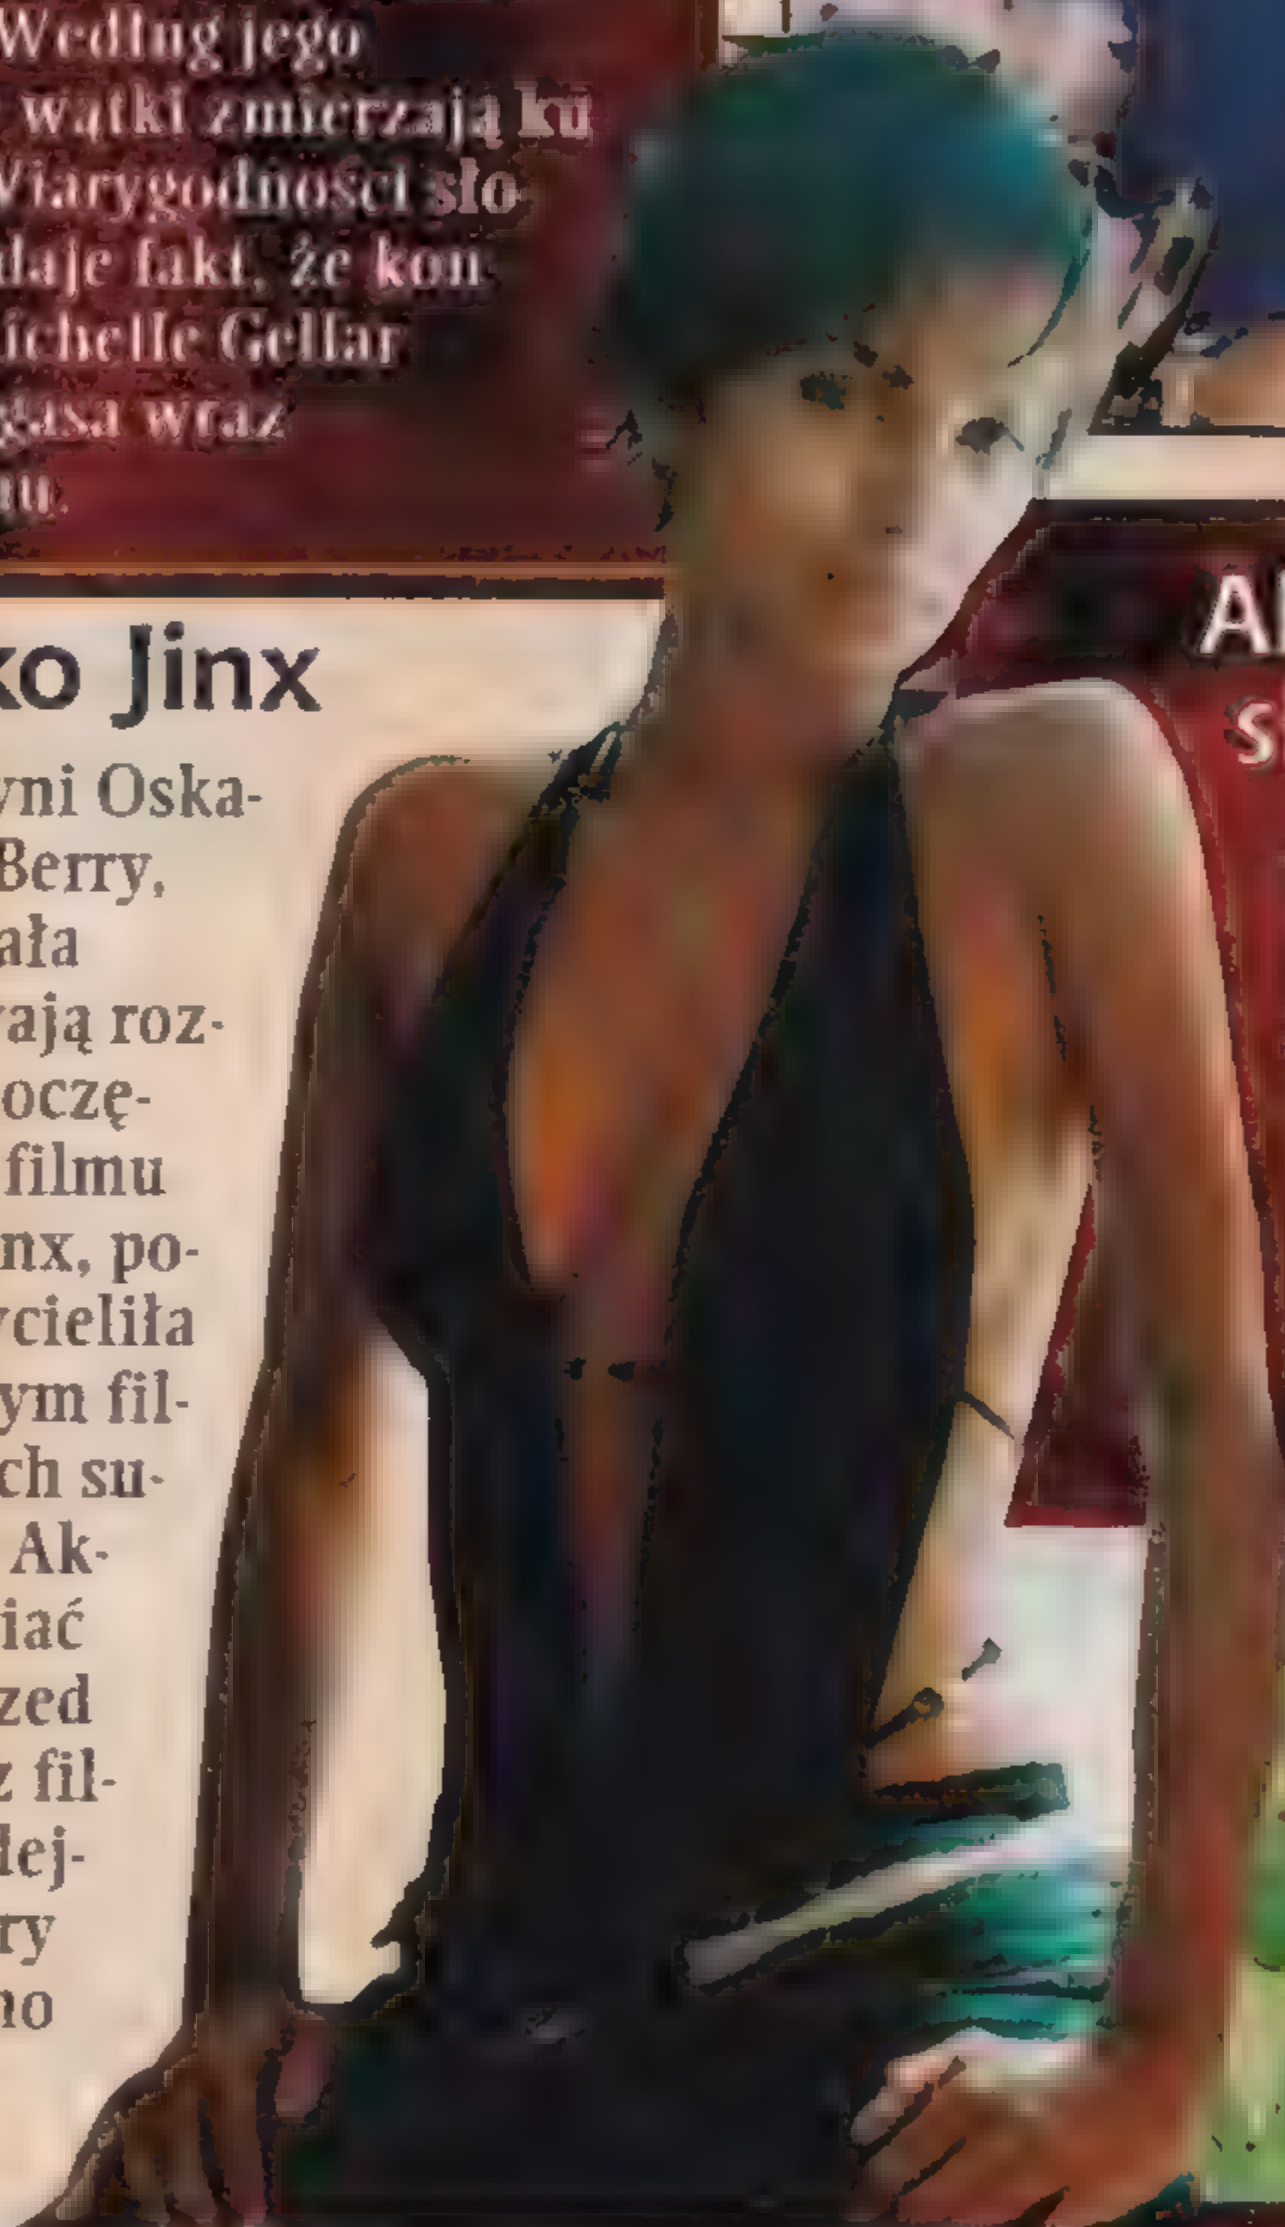 Według jego
wątki zmierzają ku
Wiarygodności sło-
daje fakt, że kon
ichelle Gellar
gasa wraz
nu.
ko Jinx
yni Oska-
Berry,
ała
wają roz-
oczę-
filmu
nx, po-
ycieliła
ym fil-
ch su-
Ak-
iać
zed
z fil-
dej-
ry
no
Al
s